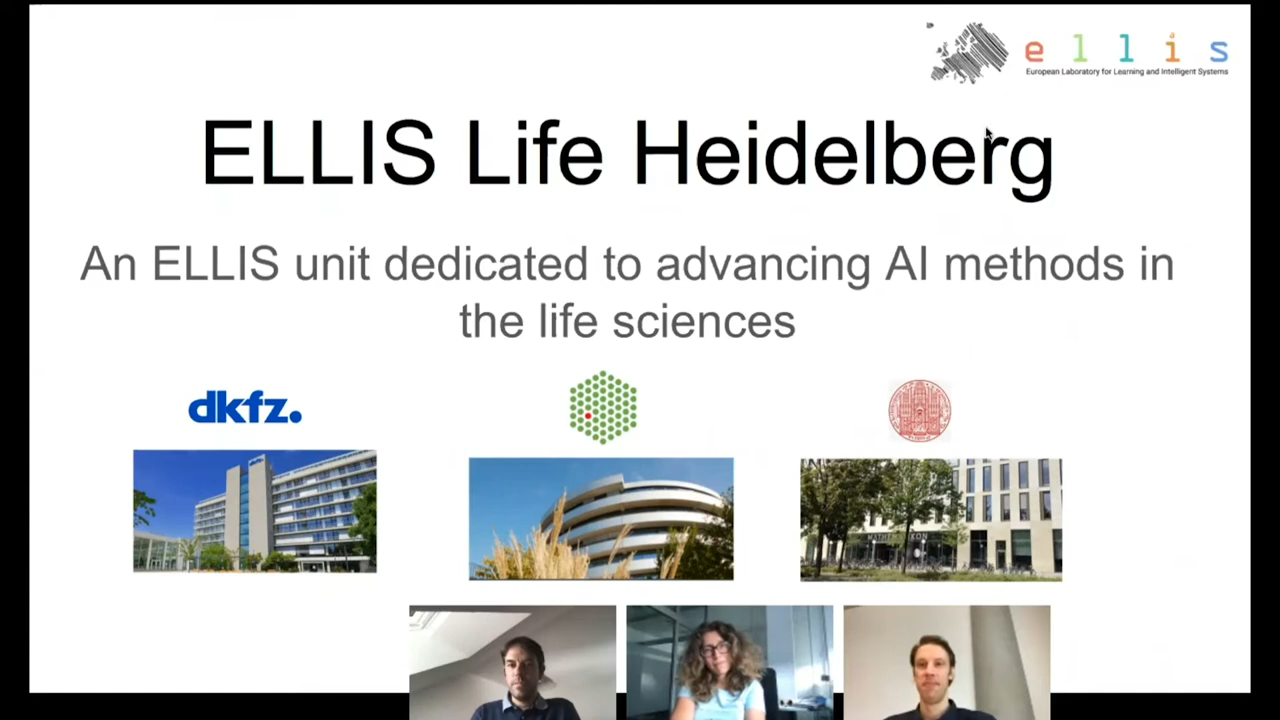 ellis
European Laboratory for Learning and Intelligent Systems
ELLIS Life Heidelberg
An ELLIS unit dedicated to advancing AI methods in
the life sciences
dkfz.
MATHEMATIKON